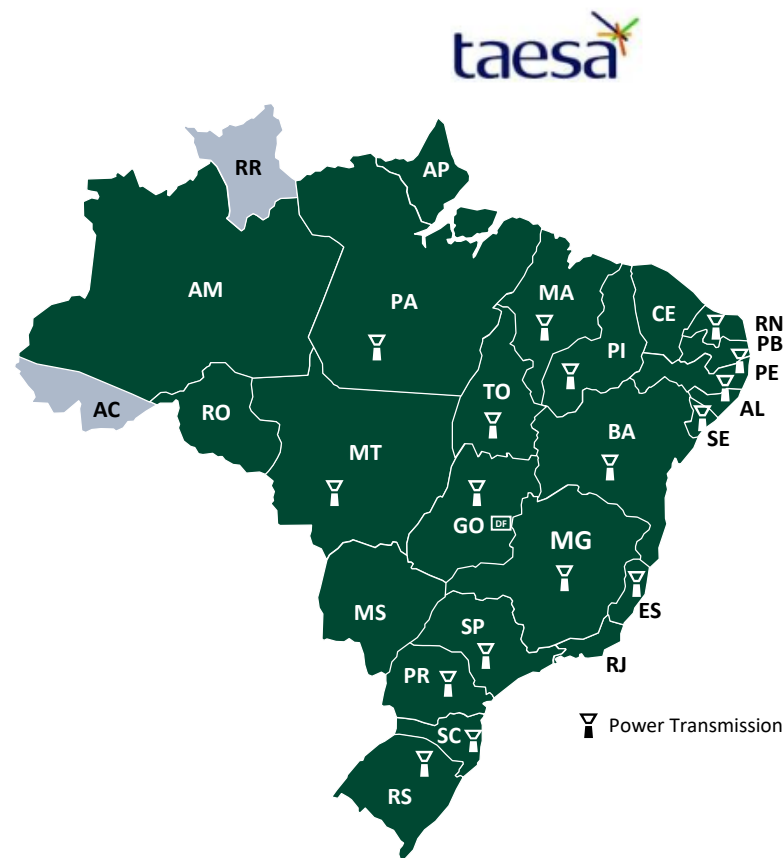 taesa
RR
AP
AM
PA
MA
CE
RN
PB
PI
PE
AC
RO
TO
AL
BA
SE
MT
GO
DF
MG
MS
ES
SP
RJ
PR
Power Transmission
SC
RS